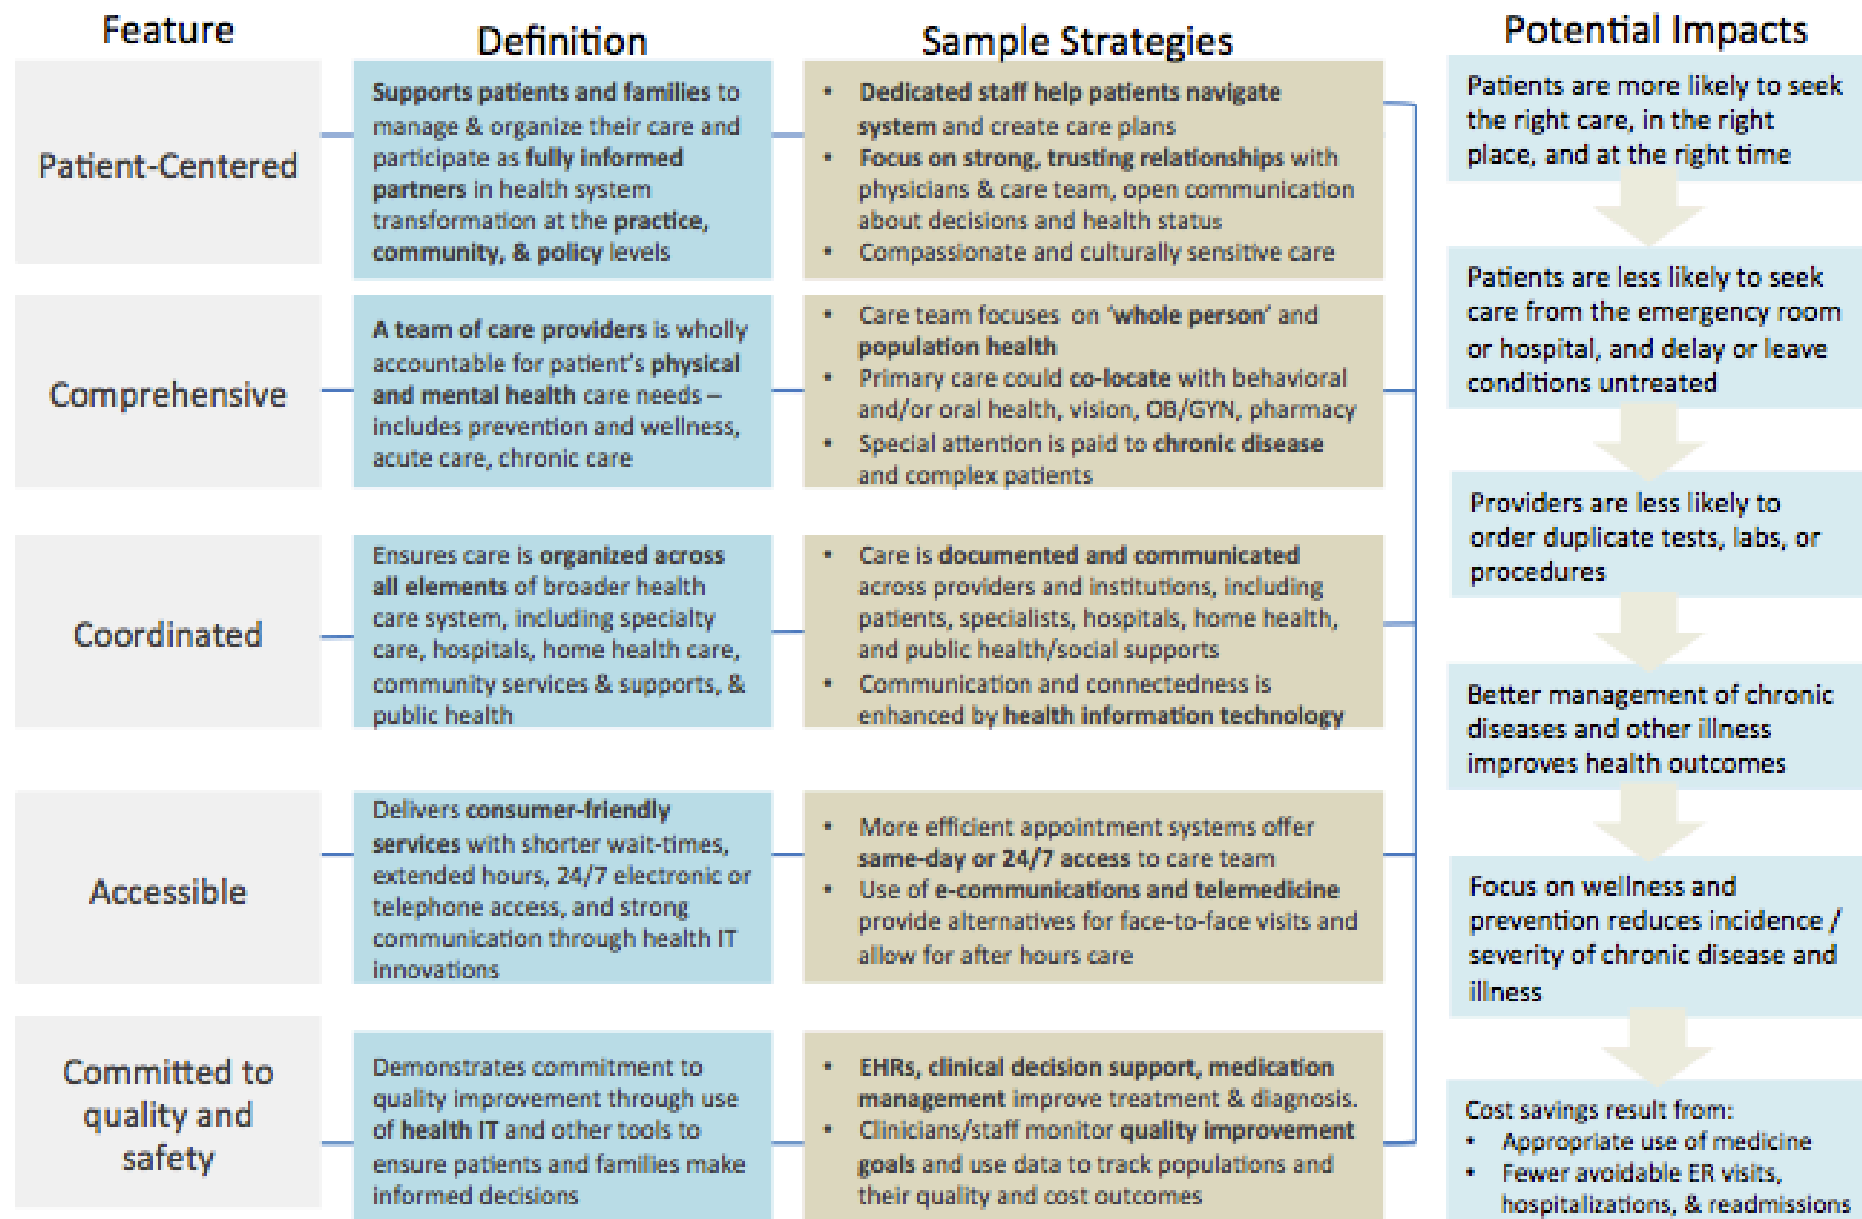 Feature
Definition
Sample Strategies
Potential Impacts
Patient-Centered
Supports patients and families to
manage & organize their care and
participate as fully informed
partners in health system
transformation at the practice,
community, & policy levels
• Dedicated staff help patients navigate
system and create care plans
• Focus on strong, trusting relationships with
physicians & care team, open communication
about decisions and health status
• Compassionate and culturally sensitive care
Comprehensive
A team of care providers is wholly
accountable for patient's physical
and mental health care needs –
includes prevention and wellness,
acute care, chronic care
• Care team focuses on 'whole person' and
population health
• Primary care could co-locate with behavioral
and/or oral health, vision, OB/GYN, pharmacy
• Special attention is paid to chronic disease
and complex patients
Coordinated
Ensures care is organized across
all elements of broader health
care system, including specialty
care, hospitals, home health care,
community services & supports, &
public health
• Care is documented and communicated
across providers and institutions, including
patients, specialists, hospitals, home health,
and public health/social supports
• Communication and connectedness is
enhanced by health information technology
Accessible
Delivers consumer-friendly
services with shorter wait-times,
extended hours, 24/7 electronic or
telephone access, and strong
communication through health IT
innovations
• More efficient appointment systems offer
same-day or 24/7 access to care team
• Use of e-communications and telemedicine
provide alternatives for face-to-face visits and
allow for after hours care
Committed to
quality and
safety
Demonstrates commitment to
quality improvement through use
of health IT and other tools to
ensure patients and families make
informed decisions
• EHRs, clinical decision support, medication
management improve treatment & diagnosis.
• Clinicians/staff monitor quality improvement
goals and use data to track populations and
their quality and cost outcomes
Patients are more likely to seek
the right care, in the right
place, and at the right time
Patients are less likely to seek
care from the emergency room
or hospital, and delay or leave
conditions untreated
Providers are less likely to
order duplicate tests, labs, or
procedures
Better management of chronic
diseases and other illness
improves health outcomes
Focus on wellness and
prevention reduces incidence /
severity of chronic disease and
illness
Cost savings result from:
• Appropriate use of medicine
• Fewer avoidable ER visits,
hospitalizations, & readmissions